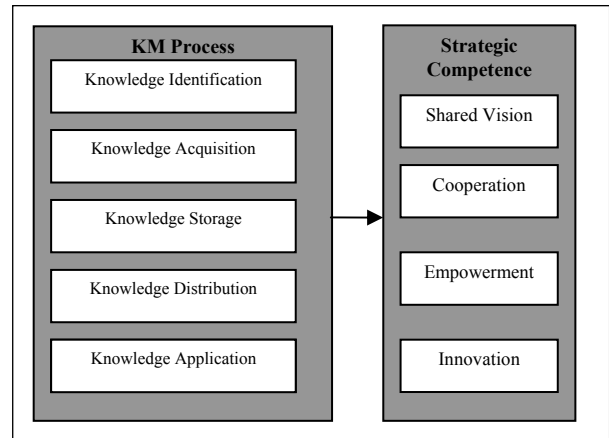 KM Process
Knowledge Identification
Knowledge Acquisition
Knowledge Storage
Knowledge Distribution
Knowledge Application
Strategic
Competence
Shared Vision
Cooperation
Empowerment
Innovation